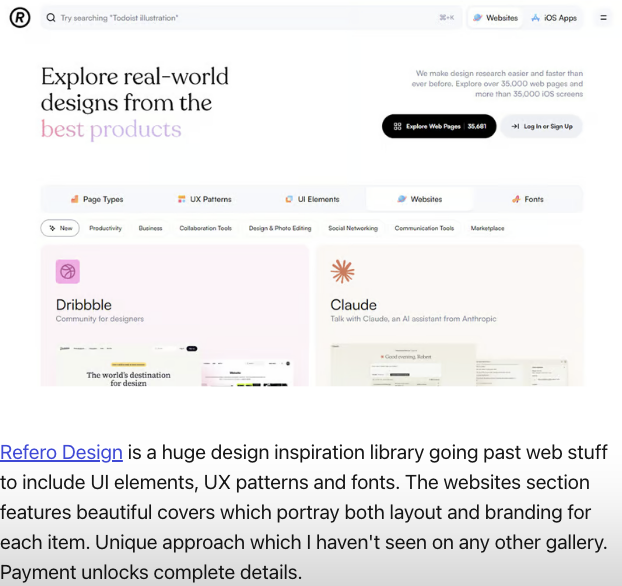 R
Try searching "Todoist illustration"
⌘+K
Websites
iOS Apps
Explore real-world
designs from the
best products
We make design research easier and faster than
ever before. Explore over 35,000 web pages and
more than 35,000 iOS screens
Explore Web Pages 35,681
Log In or Sign Up
Page Types
UX Patterns
UI Elements
Websites
Fonts
New
Productivity
Business
Collaboration Tools
Design & Photo Editing
Social Networking
Communication Tools
Marketplace
Dribbble
Community for designers
The world's destination
for design
Claude
Talk with Claude, an AI assistant from Anthropic
Good evening, Robert
Refero Design is a huge design inspiration library going past web stuff
to include UI elements, UX patterns and fonts. The websites section
features beautiful covers which portray both layout and branding for
each item. Unique approach which I haven't seen on any other gallery.
Payment unlocks complete details.